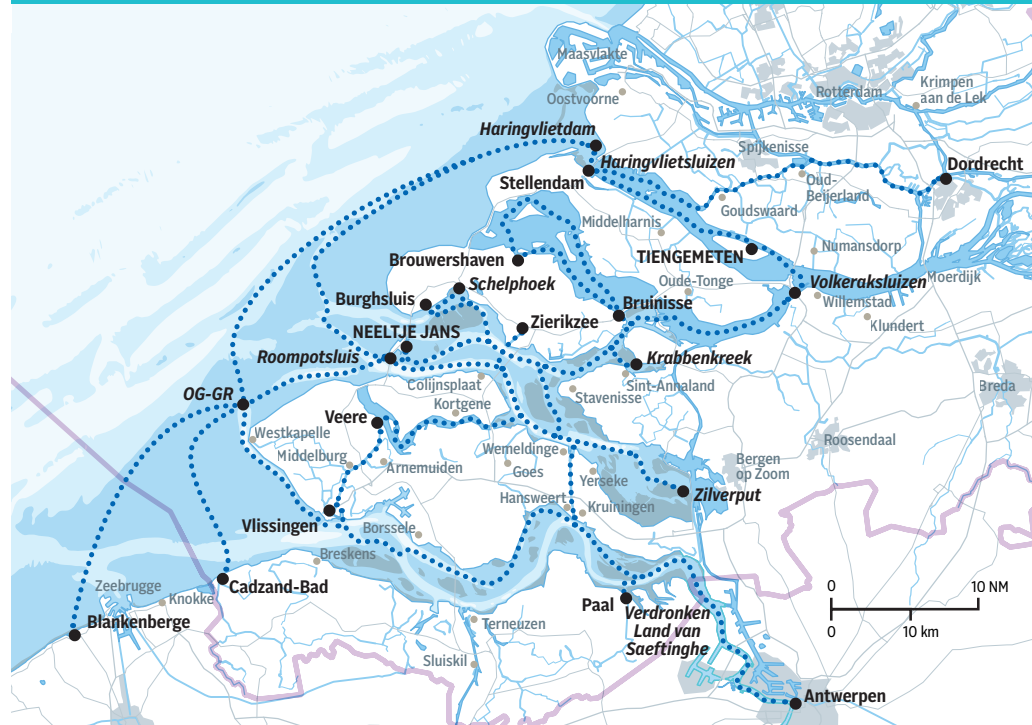 Maasvlakte
Krimpen
aan de Lek
Rotterdam
Oostvoorne
Haringvlietdam
Spijkenisse
Haringvlietsluizen
Dordrecht
Stellendam
Oud-
Beijerland
Goudswaard
Middelharnis
Numansdorp
TIENGEMETEN
Brouwershaven
Moerdijk
Oude-Tonge
Volkeraksluizen
Schelphoek
Willemstad
Burghsluis
Bruinisse
Klundert
Zierikzee
NEELTJE JANS
Roompotsluis
Krabbenkreek
Colijnsplaat
Sint-Annaland
Breda
OG-GR
Stavenisse
Kortgene
Veere
Westkapelle
Roosendaal
Wemeldinge
Middelburg
Arnemuiden
Goes
Bergen
op Zoom
Yerseke
Zilverput
Hansweert
Kruiningen
Vlissingen
Borssele
Breskens
Cadzand-Bad
Zeebrugge
Knokke
0
10 NM
Paal
Blankenberge
Verdronken
Land van
Saeftinghe
Terneuzen
0
10 km
Sluiskil
Antwerpen